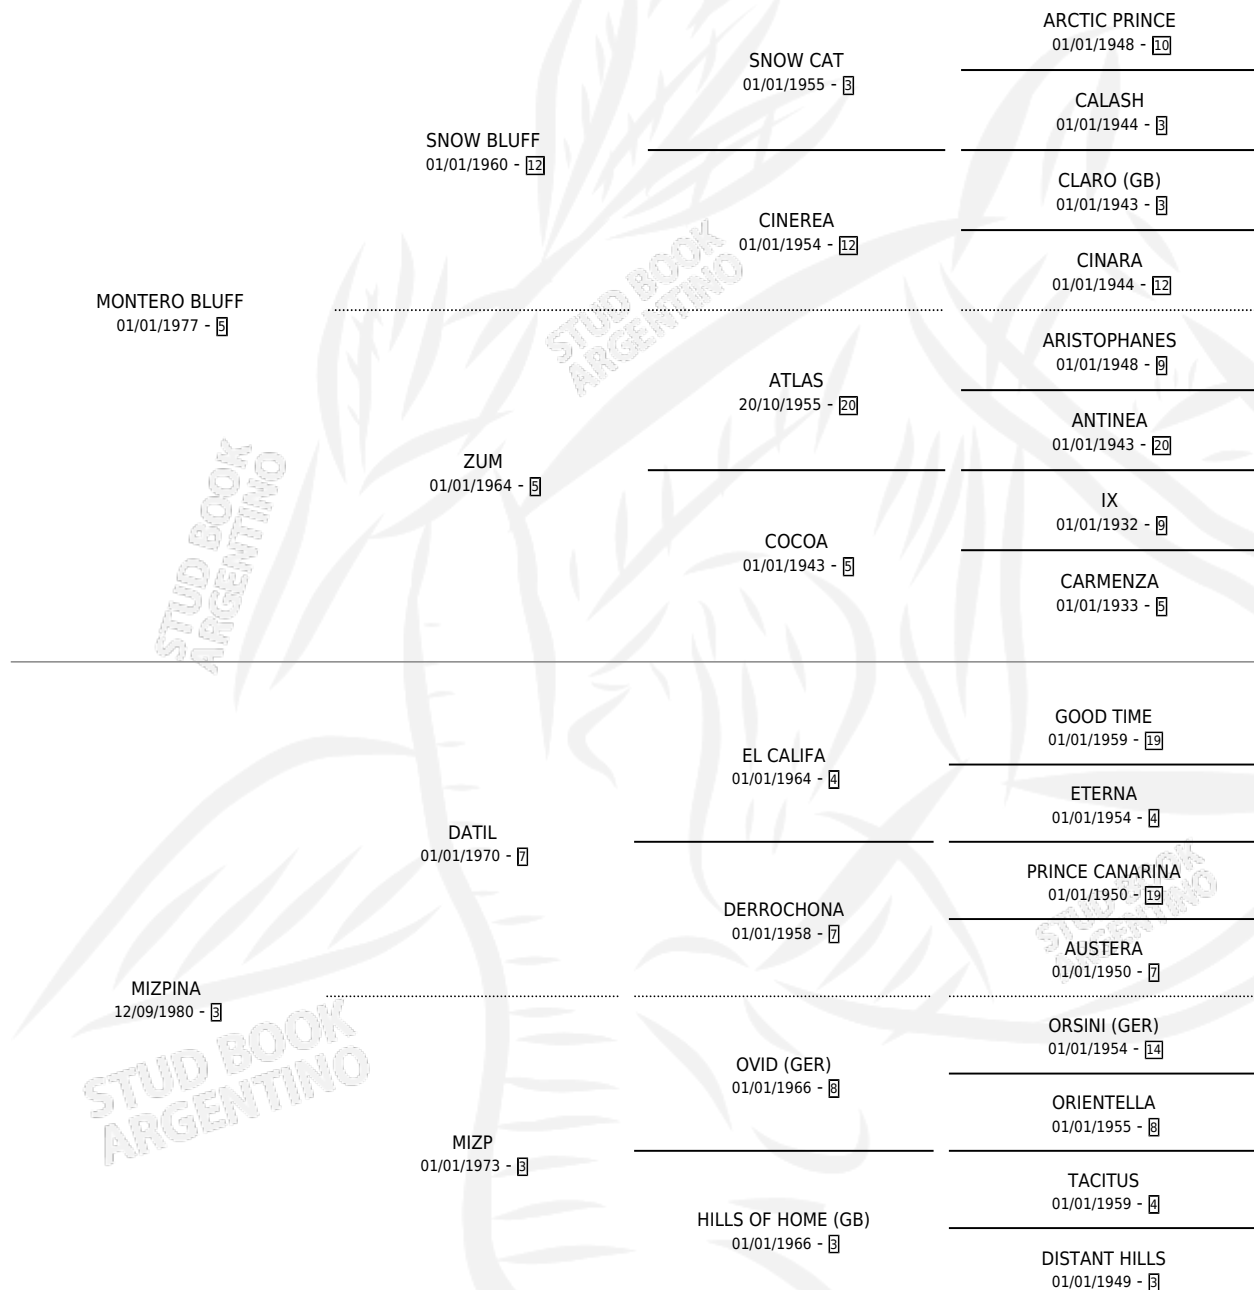 ARCTIC PRINCE
01/01/1948 - 10
SNOW CAT
01/01/1955 - 3
CALASH
01/01/1944 - 3
SNOW BLUFF
01/01/1960 - 12
CLARO (GB)
01/01/1943 - 3
CINEREA
01/01/1954 - 12
CINARA
01/01/1944 - 12
MONTERO BLUFF
01/01/1977 - 5
ARISTOPHANES
01/01/1948 - 9
ATLAS
20/10/1955 - 20
ANTINEA
01/01/1943 - 20
ZUM
01/01/1964 - 5
IX
01/01/1932 - 9
COCOA
01/01/1943 - 5
CARMENZA
01/01/1933 - 5
GOOD TIME
01/01/1959 - 19
EL CALIFA
01/01/1964 - 4
ETERNA
01/01/1954 - 4
DATIL
01/01/1970 - 7
PRINCE CANARINA
01/01/1950 - 19
DERROCHONA
01/01/1958 - 7
AUSTERA
01/01/1950 - 7
MIZPINA
12/09/1980 - 3
ORSINI (GER)
01/01/1954 - 14
OVID (GER)
01/01/1966 - 8
ORIENTELLA
01/01/1955 - 8
MIZP
01/01/1973 - 3
TACITUS
01/01/1959 - 4
HILLS OF HOME (GB)
01/01/1966 - 3
DISTANT HILLS
01/01/1949 - 3
STUD BOOK
ARGENTINO
STUD BOOK
ARGENTINO
STUD BOOK
ARGENTINO
STUD BOOK
ARGENTINO